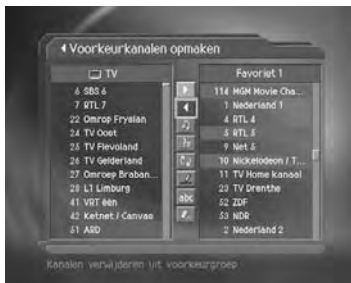 Voorkeurkanalen opmaken
TV
6 SBS 6
7 RTL 7
22 Omrop Fryslan
24 TV Oost
25 TV Flevoland
26 TV Gelderland
27 Omroep Braban...
28 L1 Limburg
41 VRT één
42 Ketnet / Canvas
51 ARD
abc
Favoriet 1
114 MGM Movie Cha...
1 Nederland 1
4 RTL 4
5 RTL 5
9 Net 5
10 Nickelodeon / T...
11 TV Home kanaal
23 TV Drenthe
52 ZDF
53 NDR
2 Nederland 2
Kanalen verwijderen uit voorkeurgroep